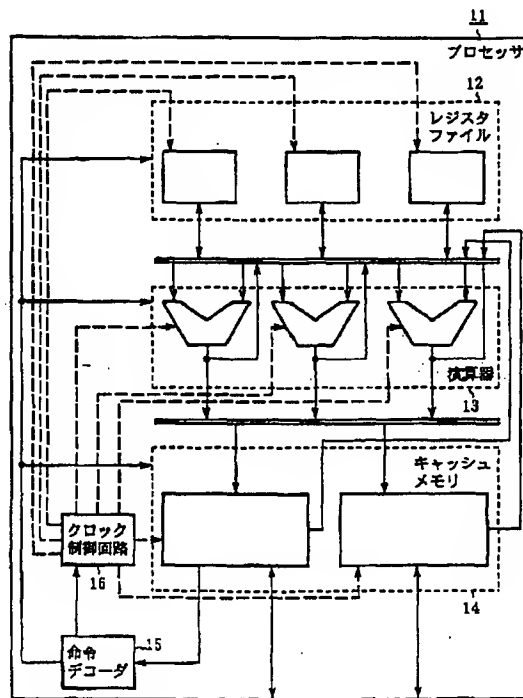 11
プロセッサ
12
レジスタ
ファイル
演算器
13
キャッシュ
メモリ
クロック
制御回路
16
14
15
命令
デコーダ